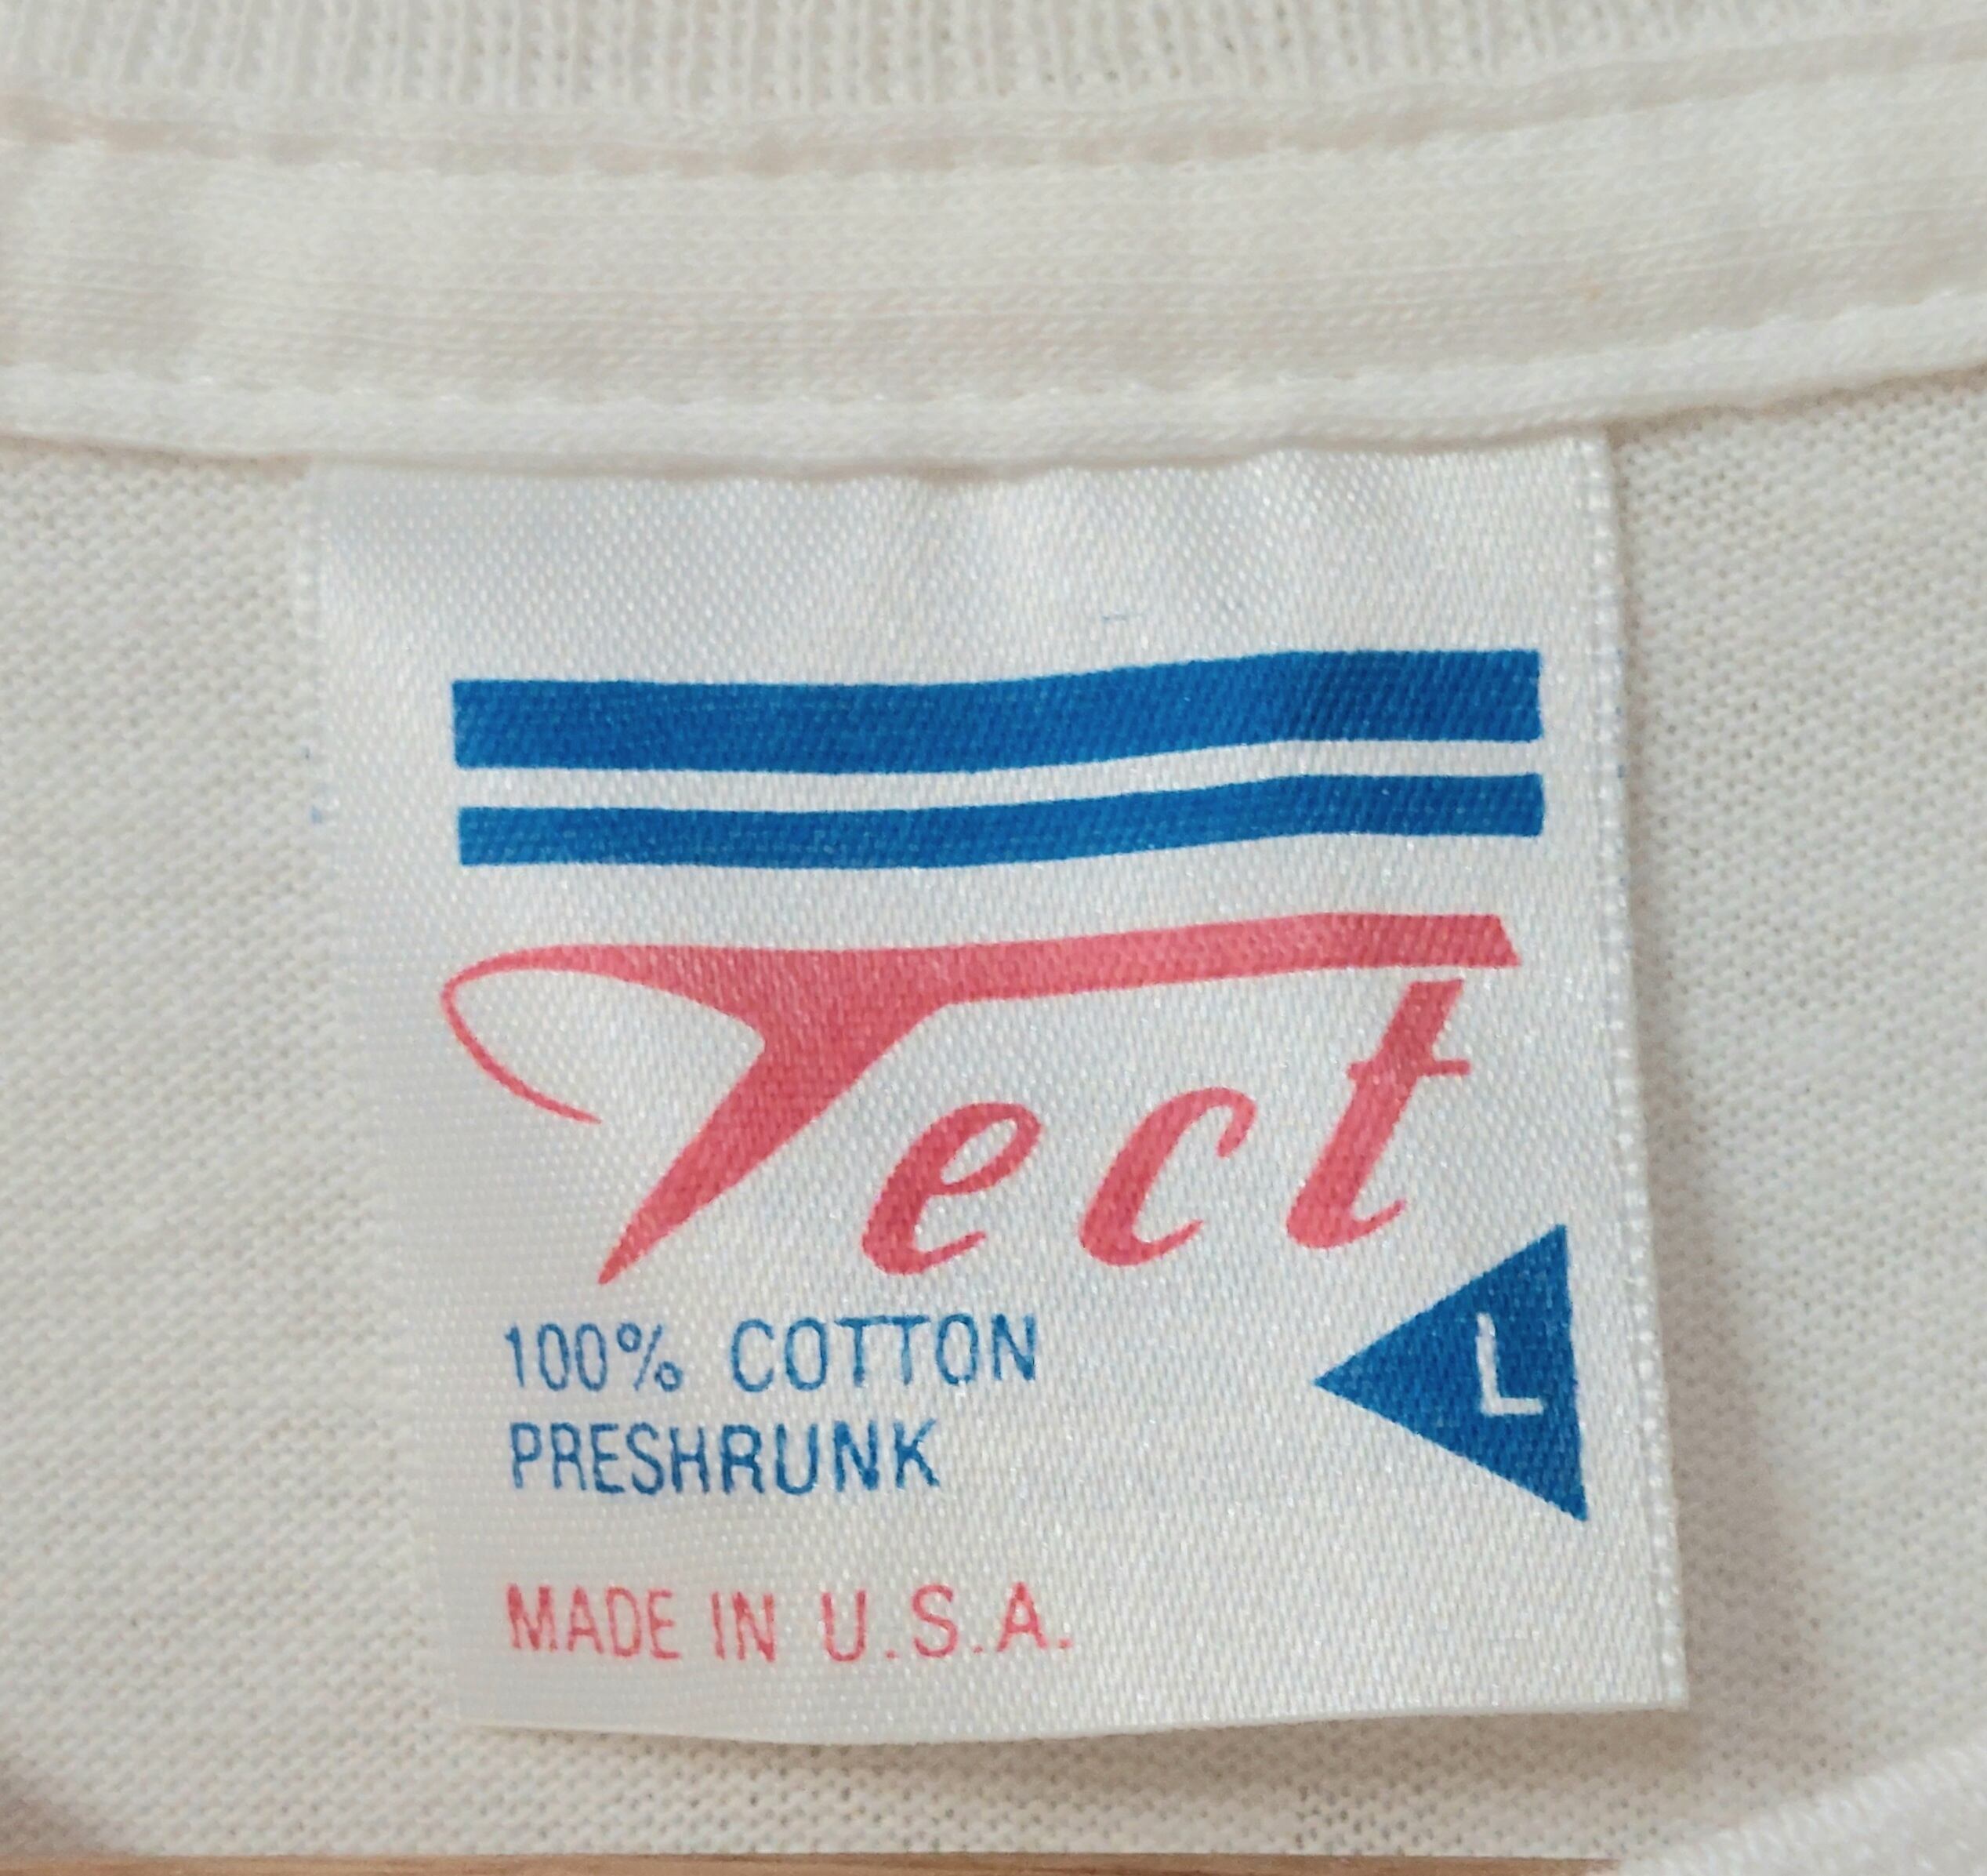 Tect
100% COTTON
PRESHRUNK
L
MADE IN U.S.A.